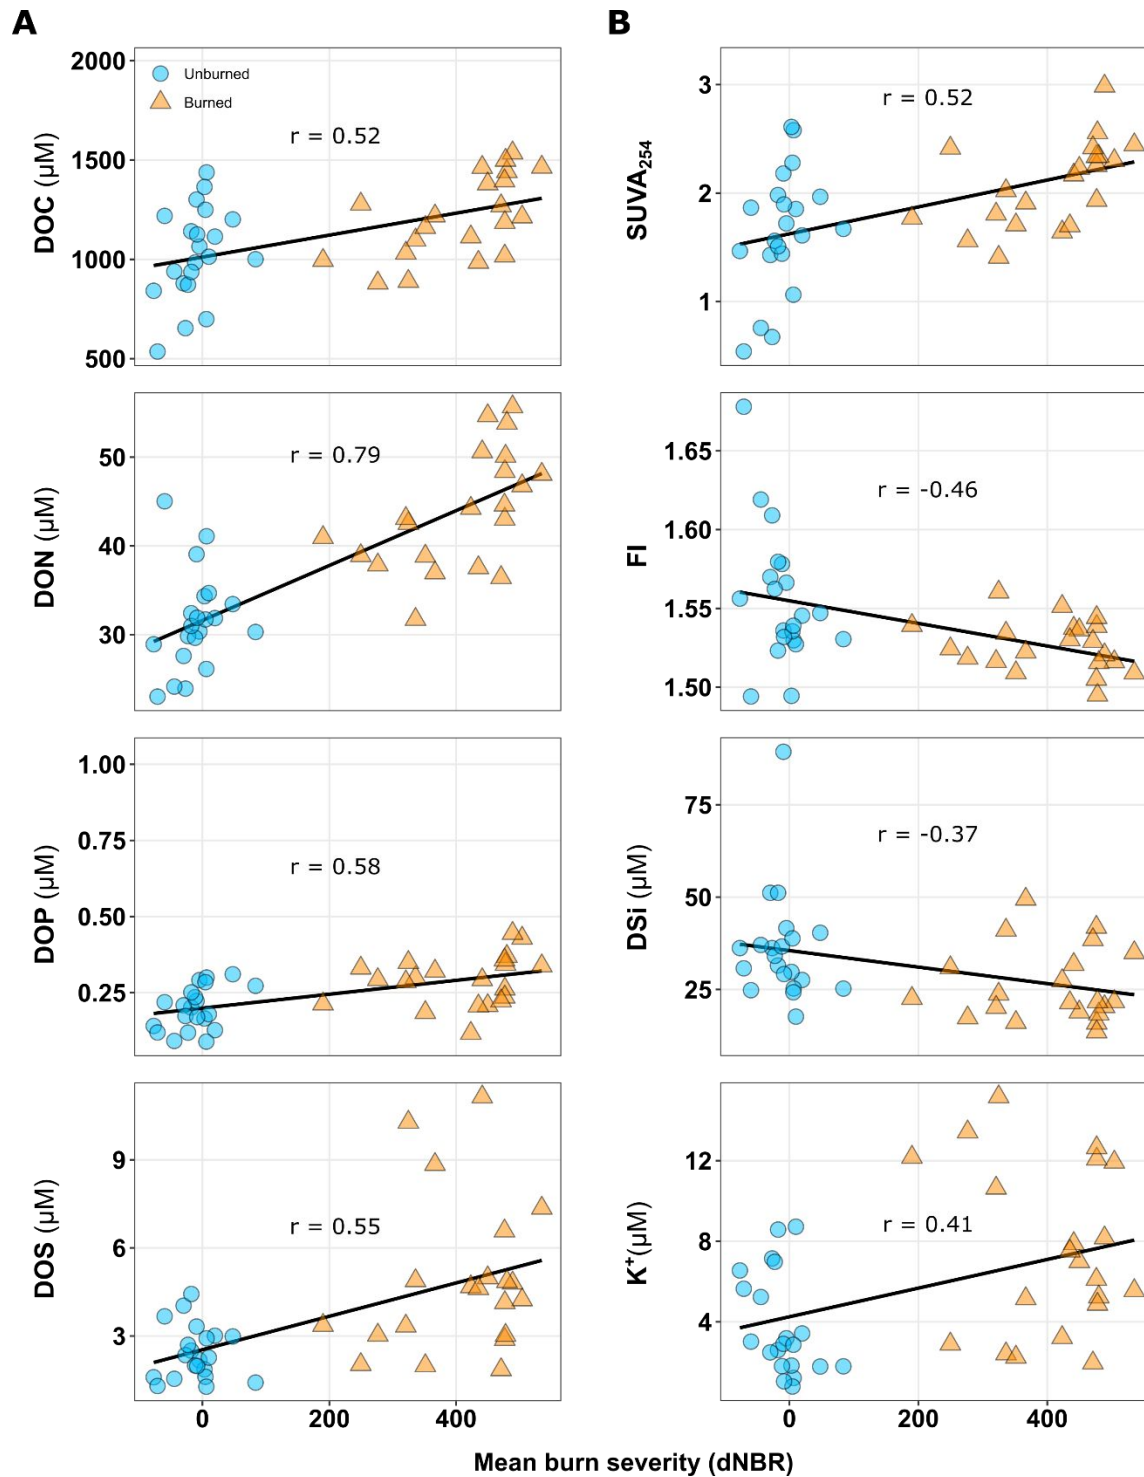 A
B
2000
1500
1000
500
DOC (µM)
Unburned
Burned
r = 0.52
3
2
1
SUVA254
r = 0.52
50
40
30
DON (µM)
r = 0.79
1.65
1.60
1.55
1.50
FI
r = -0.46
1.00
0.75
0.50
0.25
DOP (µM)
r = 0.58
75
50
25
DSi (µM)
r = -0.37
9
6
3
DOS (µM)
r = 0.55
12
8
4
K+(µM)
r = 0.41
0 200 400
0 200 400
Mean burn severity (dNBR)